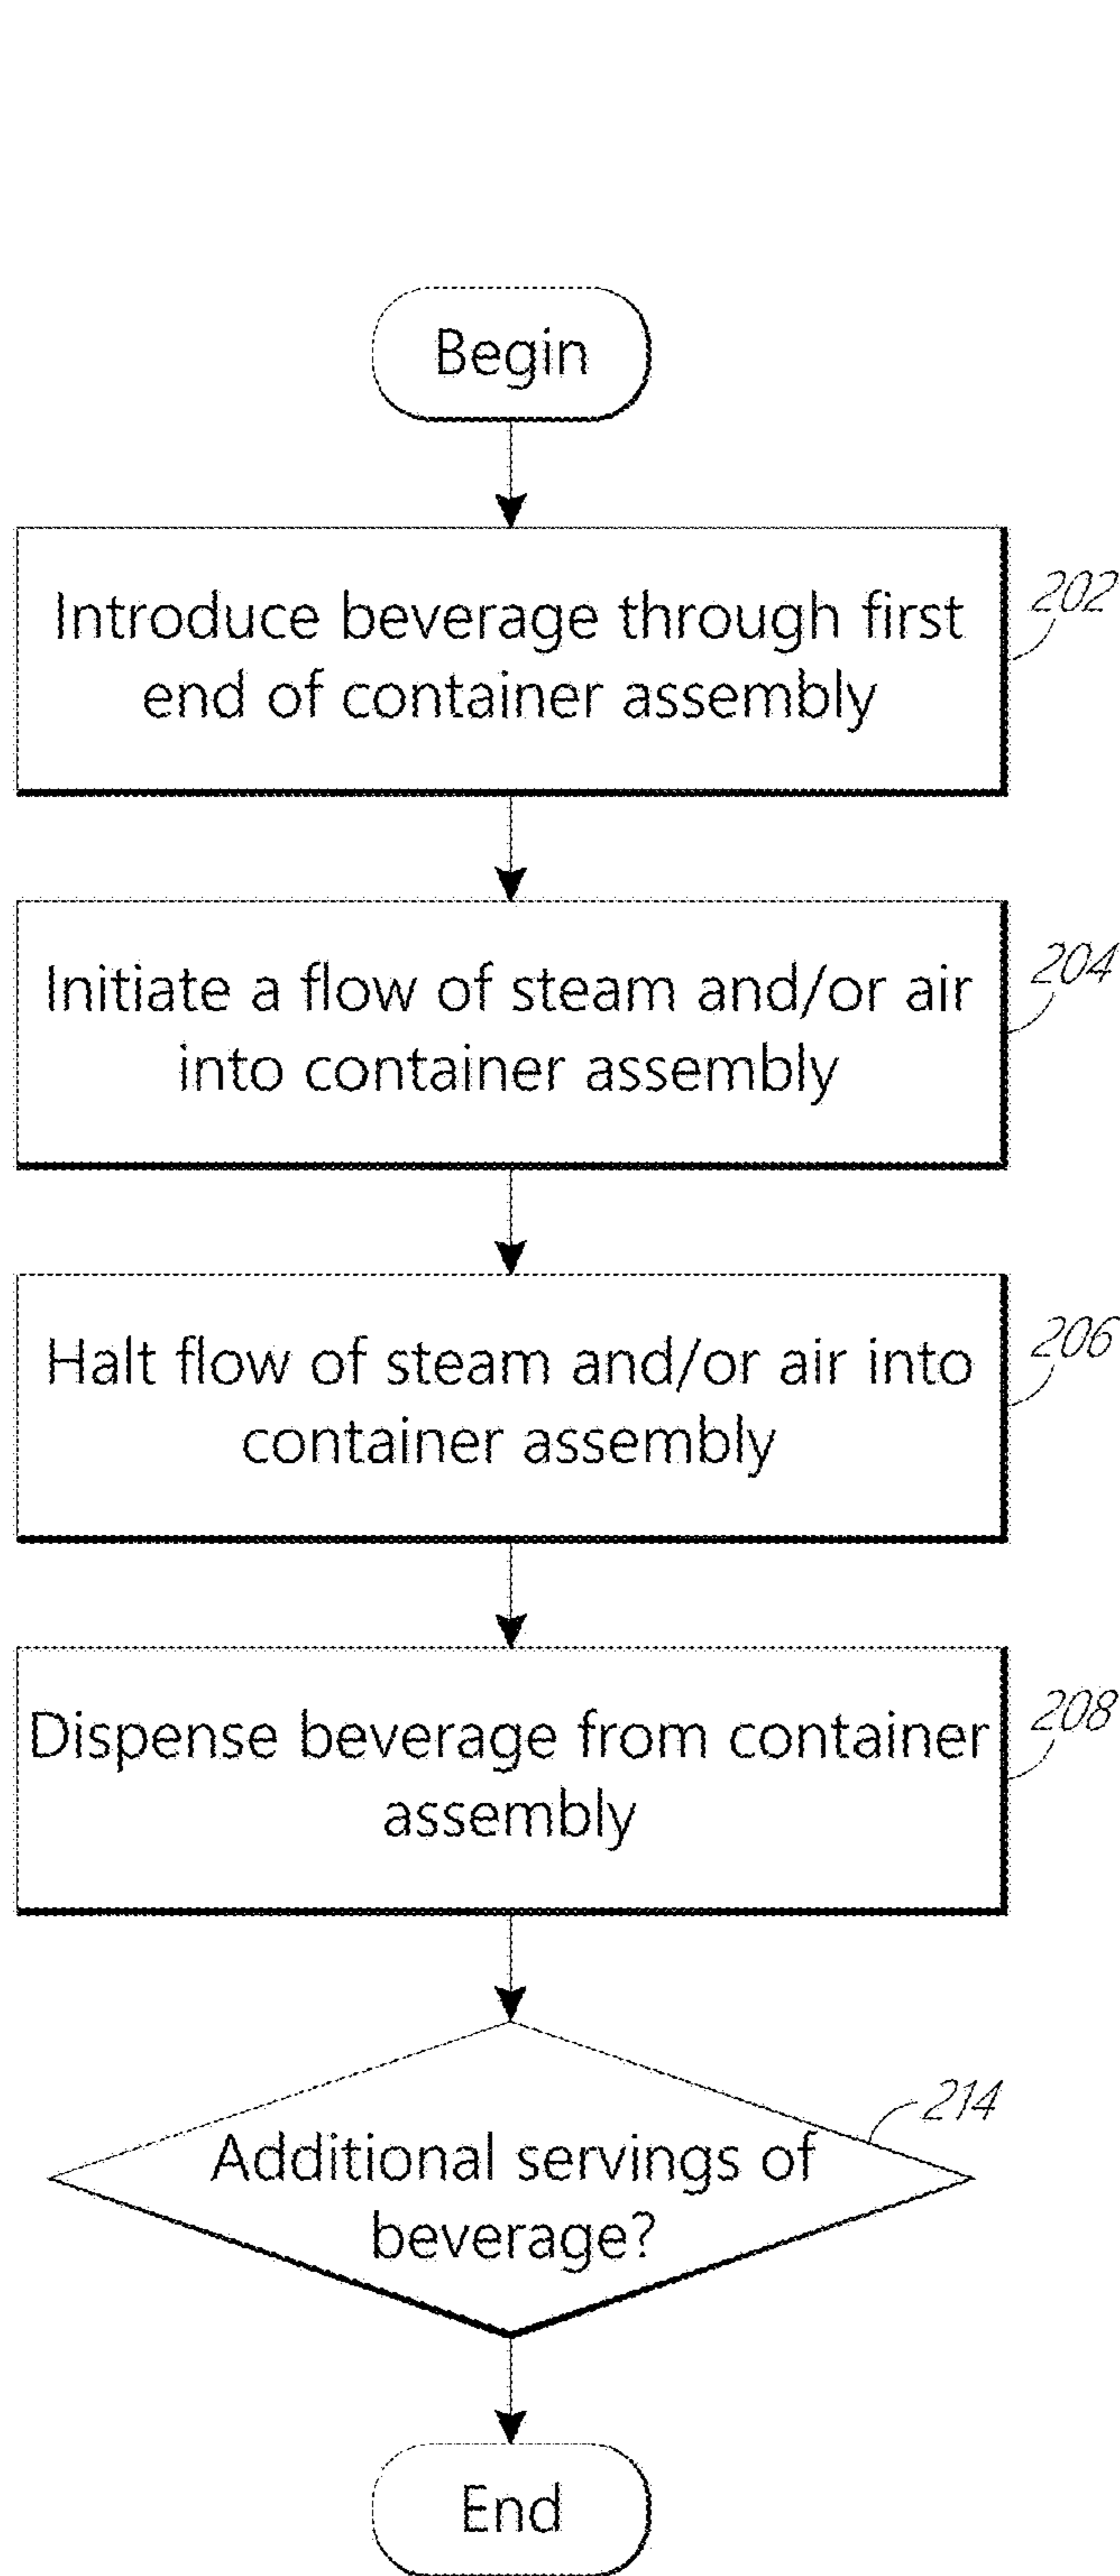 Begin
Introduce beverage through first
end of container assembly
202
Initiate a flow of steam and/or air
into container assembly
204
Halt flow of steam and/or air into
container assembly
206
Dispense beverage from container
assembly
208
214
Additional servings of
beverage?
End